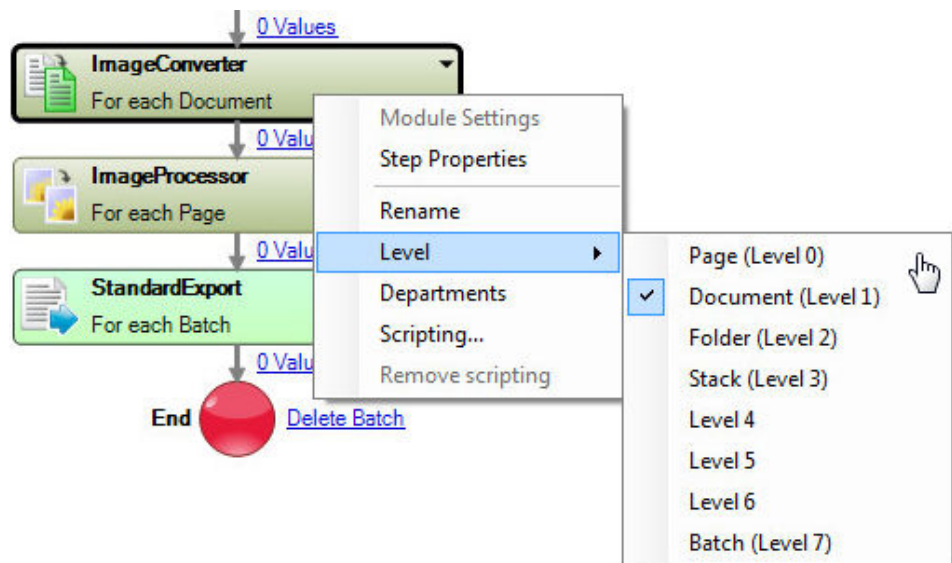 0 Values
ImageConverter
For each Document
0 Valu
ImageProcessor
For each Page
0 Valu
StandardExport
For each Batch
0 Valu
End
Delete Batch
Module Settings
Step Properties
Rename
Level
Departments
Scripting...
Remove scripting
Page (Level 0)
Document (Level 1)
Folder (Level 2)
Stack (Level 3)
Level 4
Level 5
Level 6
Batch (Level 7)